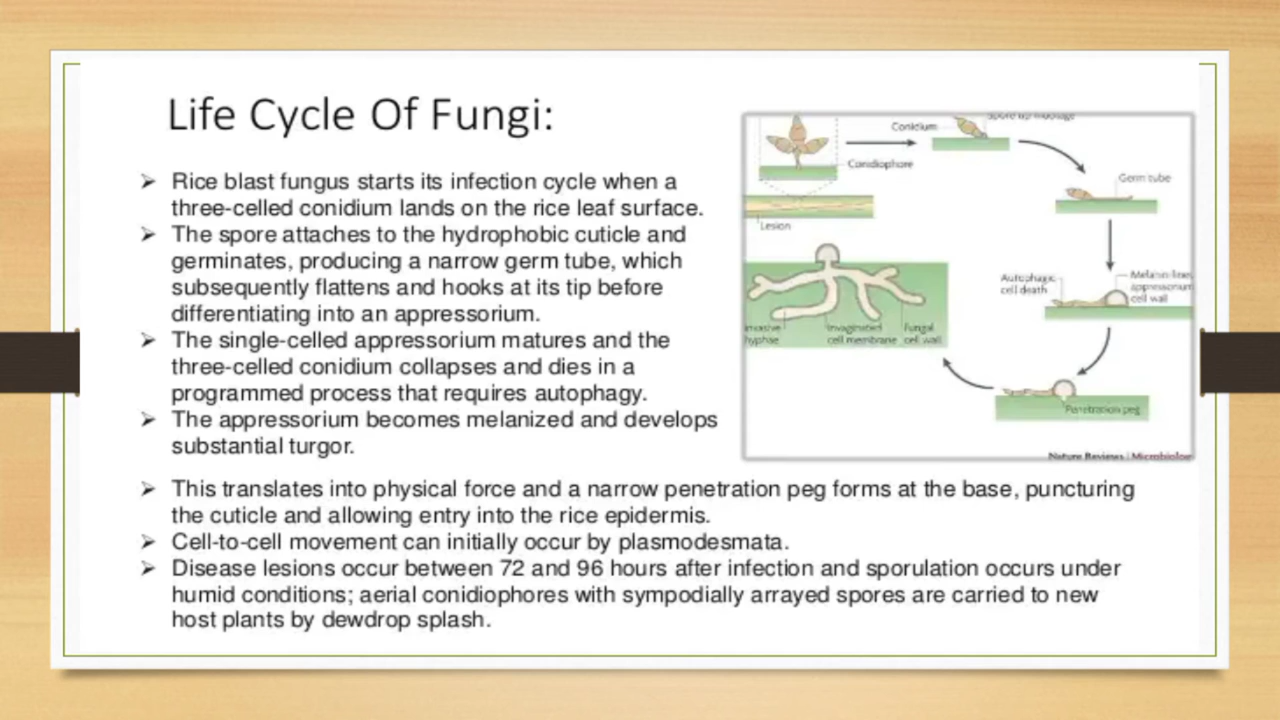 Life Cycle Of Fungi:
➢ Rice blast fungus starts its infection cycle when a
three-celled conidium lands on the rice leaf surface.
➢ The spore attaches to the hydrophobic cuticle and
germinates, producing a narrow germ tube, which
subsequently flattens and hooks at its tip before
differentiating into an appressorium.
➢ The single-celled appressorium matures and the
three-celled conidium collapses and dies in a
programmed process that requires autophagy.
➢ The appressorium becomes melanized and develops
substantial turgor.
➢ This translates into physical force and a narrow penetration peg forms at the base, puncturing
the cuticle and allowing entry into the rice epidermis.
➢ Cell-to-cell movement can initially occur by plasmodesmata.
➢ Disease lesions occur between 72 and 96 hours after infection and sporulation occurs under
humid conditions; aerial conidiophores with sympodially arrayed spores are carried to new
host plants by dewdrop splash.
Conidium
Conidiophore
Germ tube
Lesion
Autophagic
cell death
appressorium
cell wall
invasive
hyphae
Invaginated
cell membrane
Fungal
cell wall
Penetration peg
Nature Reviews |